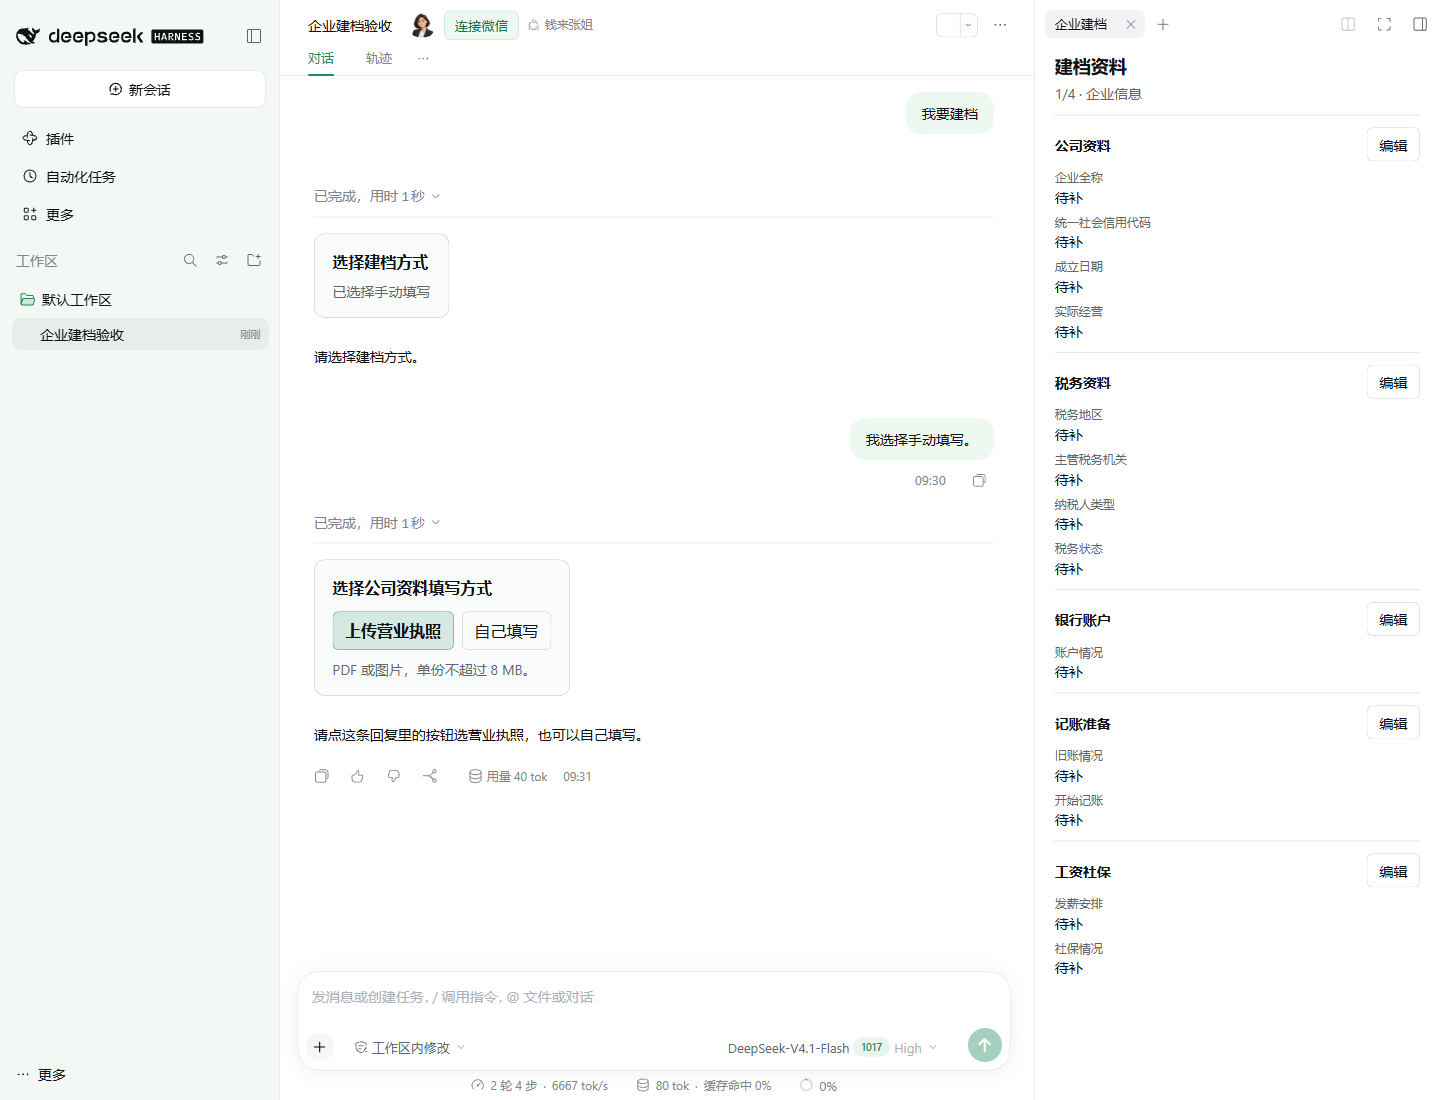 deepseek HARNESS
新会话
插件
自动化任务
更多
工作区
默认工作区
企业建档验收 刚刚
更多
企业建档验收 连接微信 钱来张姐
对话 轨迹
我要建档
已完成，用时 1 秒
选择建档方式
已选择手动填写
请选择建档方式。
我选择手动填写。
09:30
已完成，用时 1 秒
选择公司资料填写方式
上传营业执照 自己填写
PDF 或图片，单份不超过 8 MB。
请点这条回复里的按钮选营业执照，也可以自己填写。
用量 40 tok 09:31
发消息或创建任务，/ 调用指令，@ 文件或对话
工作区内修改 DeepSeek-V4.1-Flash 1017 High
2 轮 4 步 · 6667 tok/s 80 tok · 缓存命中 0% 0%
企业建档
建档资料
1/4 · 企业信息
公司资料 编辑
企业全称
待补
统一社会信用代码
待补
成立日期
待补
实际经营
待补
税务资料 编辑
税务地区
待补
主管税务机关
待补
纳税人类型
待补
税务状态
待补
银行账户 编辑
账户情况
待补
记账准备 编辑
旧账情况
待补
开始记账
待补
工资社保 编辑
发薪安排
待补
社保情况
待补